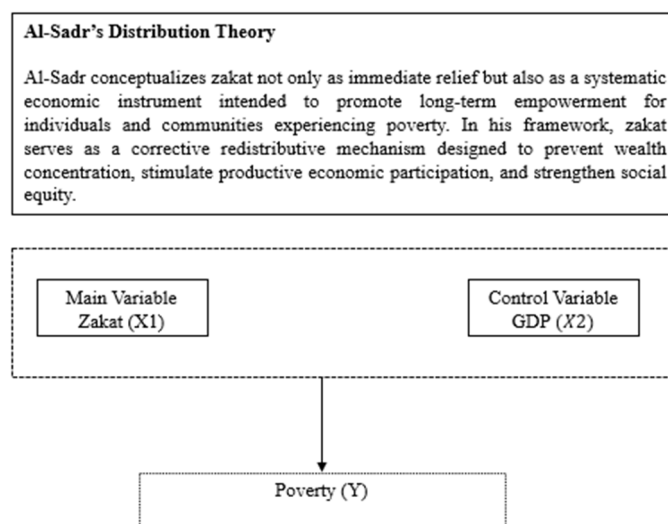 Al-Sadr’s Distribution Theory
Al-Sadr conceptualizes zakat not only as immediate relief but also as a systematic
economic instrument intended to promote long-term empowerment for
individuals and communities experiencing poverty. In his framework, zakat
serves as a corrective redistributive mechanism designed to prevent wealth
concentration, stimulate productive economic participation, and strengthen social
equity.
Main Variable
Zakat (X1)
Control Variable
GDP (X2)
Poverty (Y)